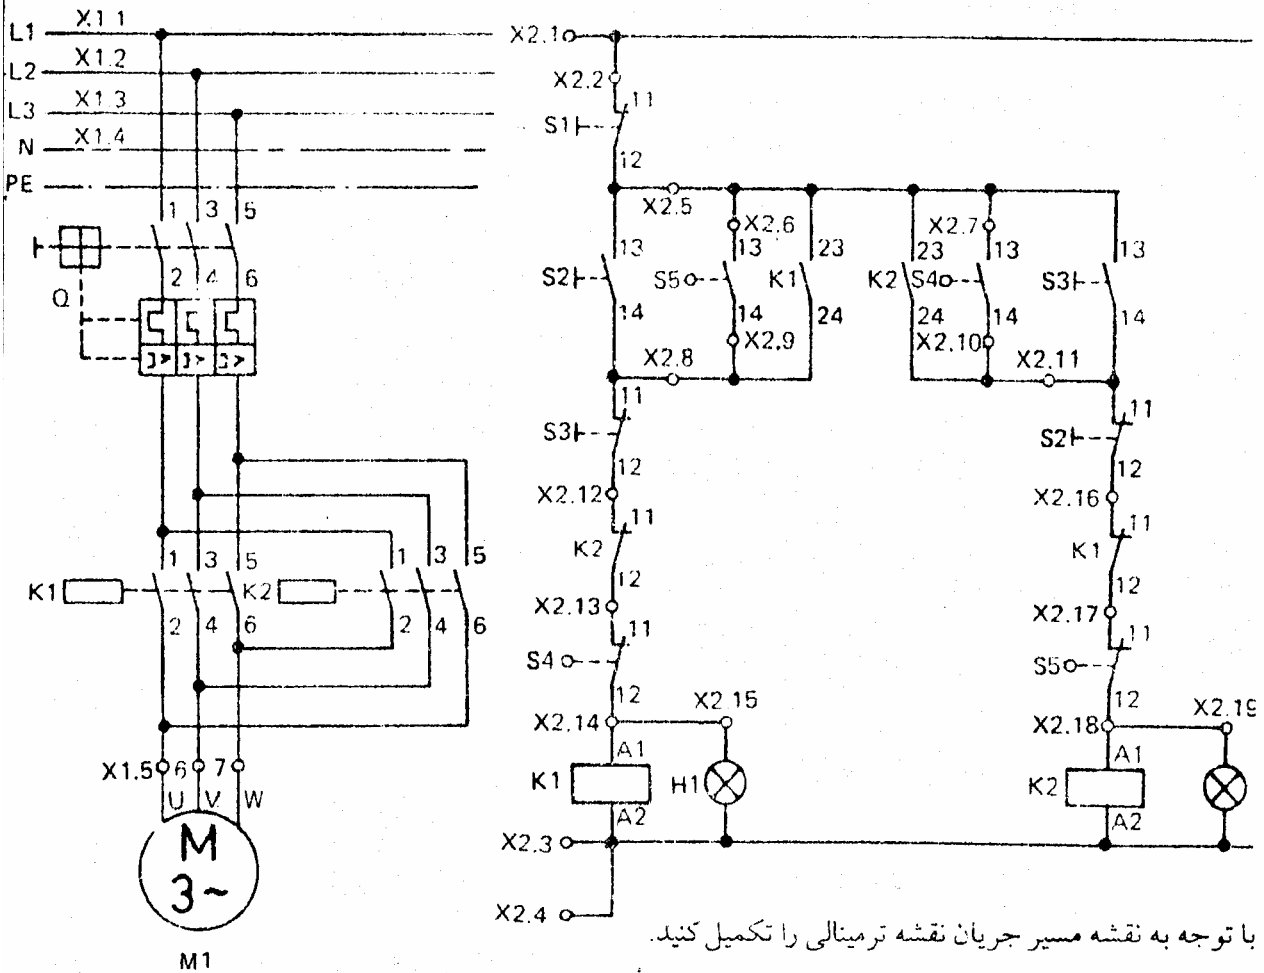 L1 X1.1
L2 X1.2
L3 X1.3
N X1.4
PE
1 3 5
2 4 6
Q
1 3 5
1 3 5
K1
K2
2 4 6
2 4 6
X1.5 6 7
U V W
M
3~
M1
X2.1
X2.2
11
S1
12
X2.5
X2.6
X2.7
13 13 23 23 13 13
S2 S5 K1 K2 S4 S3
14 14 24 24 14 14
X2.9
X2.10
X2.8
X2.11
11
S3
12
X2.12
11
K2
12
X2.13
11
S4
12
X2.14
X2.15
A1
K1
H1
A2
11
S2
12
X2.16
11
K1
12
X2.17
11
S5
12
X2.18
X2.19
A1
K2
A2
X2.3
X2.4
با توجه به نقشه مسیر جریان نقشه ترمینالی را تکمیل کنید.